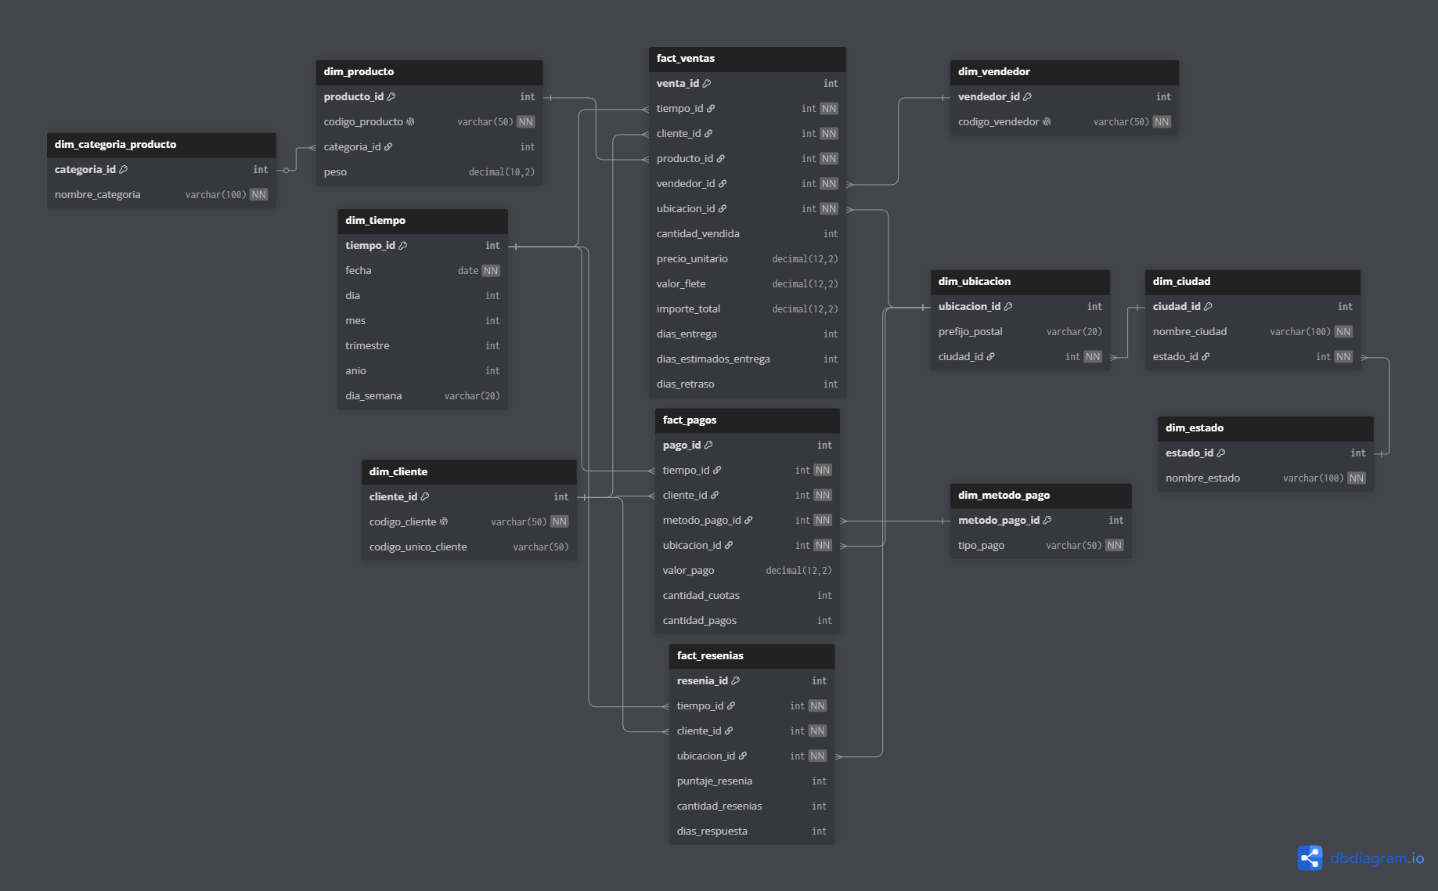 dim_categoria_producto
categoria_id int
nombre_categoria varchar(100) NN
dim_producto
producto_id int
codigo_producto varchar(50) NN
categoria_id int
peso decimal(10,2)
dim_tiempo
tiempo_id int
fecha date NN
dia int
mes int
trimestre int
anio int
dia_semana varchar(20)
dim_cliente
cliente_id int
codigo_cliente varchar(50) NN
codigo_unico_cliente varchar(50)
fact_ventas
venta_id int
tiempo_id int NN
cliente_id int NN
producto_id int NN
vendedor_id int NN
ubicacion_id int NN
cantidad_vendida int
precio_unitario decimal(12,2)
valor_flete decimal(12,2)
importe_total decimal(12,2)
dias_entrega int
dias_estimados_entrega int
dias_retraso int
fact_pagos
pago_id int
tiempo_id int NN
cliente_id int NN
metodo_pago_id int NN
ubicacion_id int NN
valor_pago decimal(12,2)
cantidad_cuotas int
cantidad_pagos int
fact_resenias
resenia_id int
tiempo_id int NN
cliente_id int NN
ubicacion_id int NN
puntaje_resenia int
cantidad_resenias int
dias_respuesta int
dim_vendedor
vendedor_id int
codigo_vendedor varchar(50) NN
dim_ubicacion
ubicacion_id int
prefijo_postal varchar(20)
ciudad_id int NN
dim_ciudad
ciudad_id int
nombre_ciudad varchar(100) NN
estado_id int NN
dim_estado
estado_id int
nombre_estado varchar(100) NN
dim_metodo_pago
metodo_pago_id int
tipo_pago varchar(50) NN
dbdiagram.io